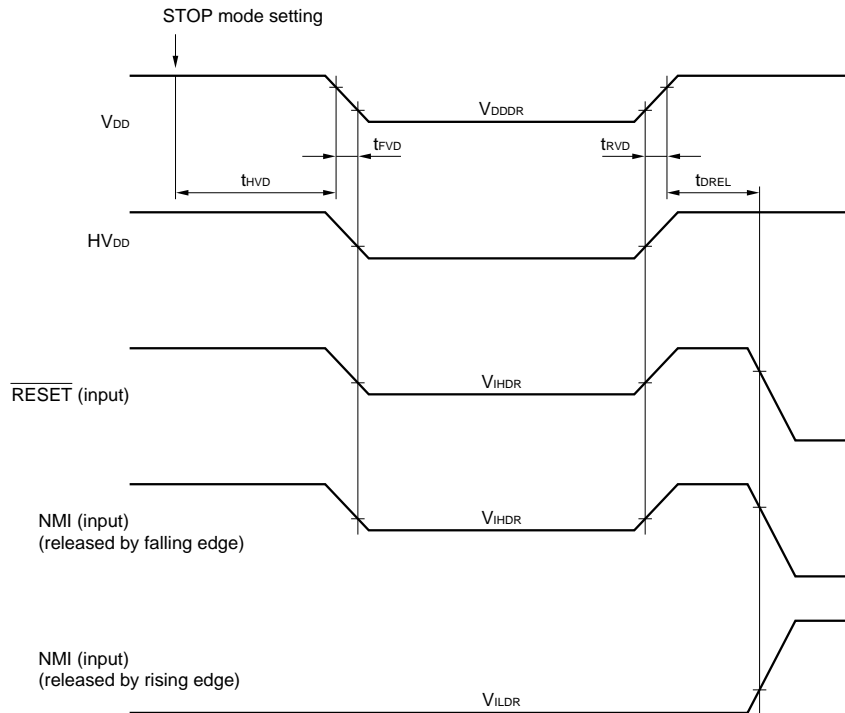 STOP mode setting
VDD
VDDDR
tFVD
tRVD
tHVD
tDREL
HVDD
RESET (input)
VIHDR
NMI (input)
(released by falling edge)
VIHDR
NMI (input)
(released by rising edge)
VILDR